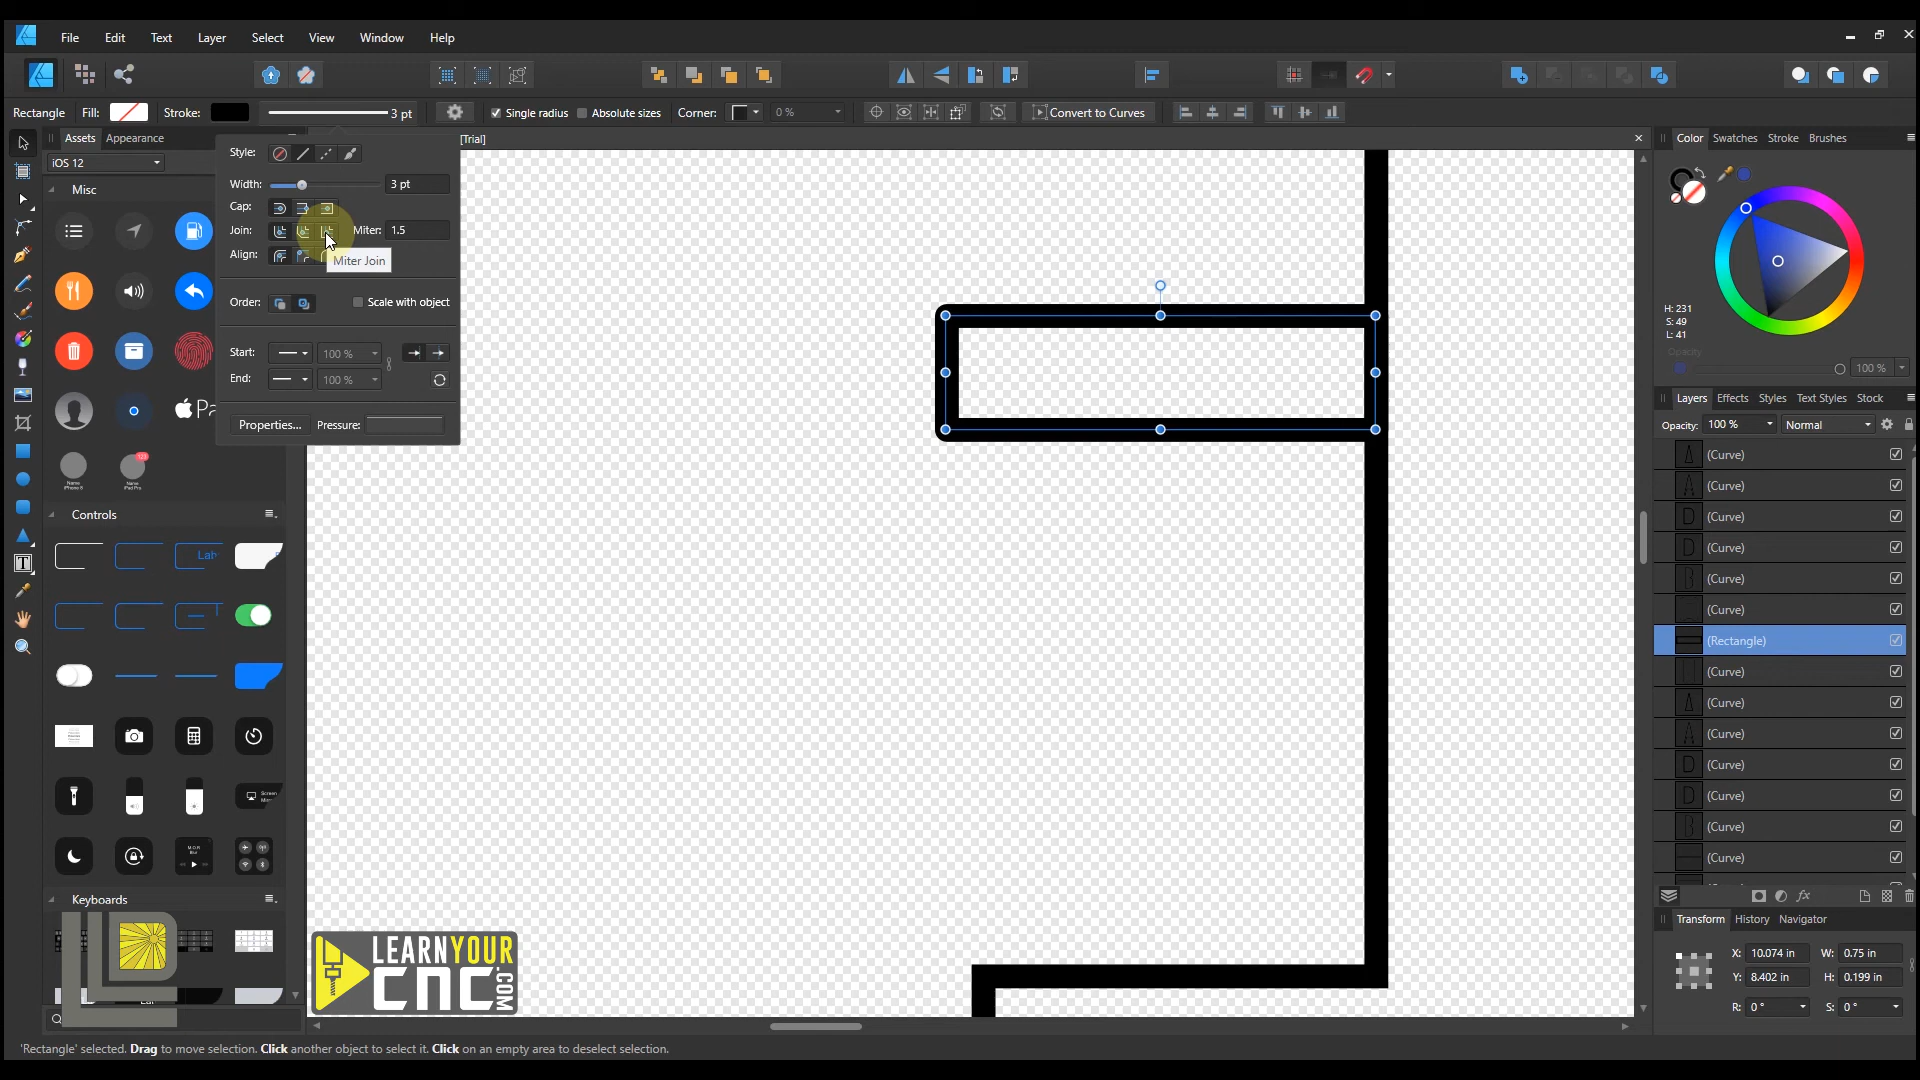 File Edit Text Layer Select View Window Help
Rectangle Fill: Stroke: 3 pt Single radius Absolute sizes Corner: 0 % Convert to Curves
Assets Appearance
[Trial]
iOS 12
Misc
Style:
Width: 3 pt
Cap:
Join: Miter: 1.5
Align:
Miter Join
Order: Scale with object
Start: 100 %
End: 100 %
Properties... Pressure:
Controls
Keyboards
LEARNYOUR
CNC
.COM
Color Swatches Stroke Brushes
H: 231
S: 49
L: 41
Opacity
100 %
Layers Effects Styles Text Styles Stock
Opacity: 100 % Normal
(Curve)
(Curve)
(Curve)
(Curve)
(Curve)
(Curve)
(Rectangle)
(Curve)
(Curve)
(Curve)
(Curve)
(Curve)
(Curve)
(Curve)
Transform History Navigator
X: 10.074 in W: 0.75 in
Y: 8.402 in H: 0.199 in
R: 0 ° S: 0 °
'Rectangle' selected. Drag to move selection. Click another object to select it. Click on an empty area to deselect selection.